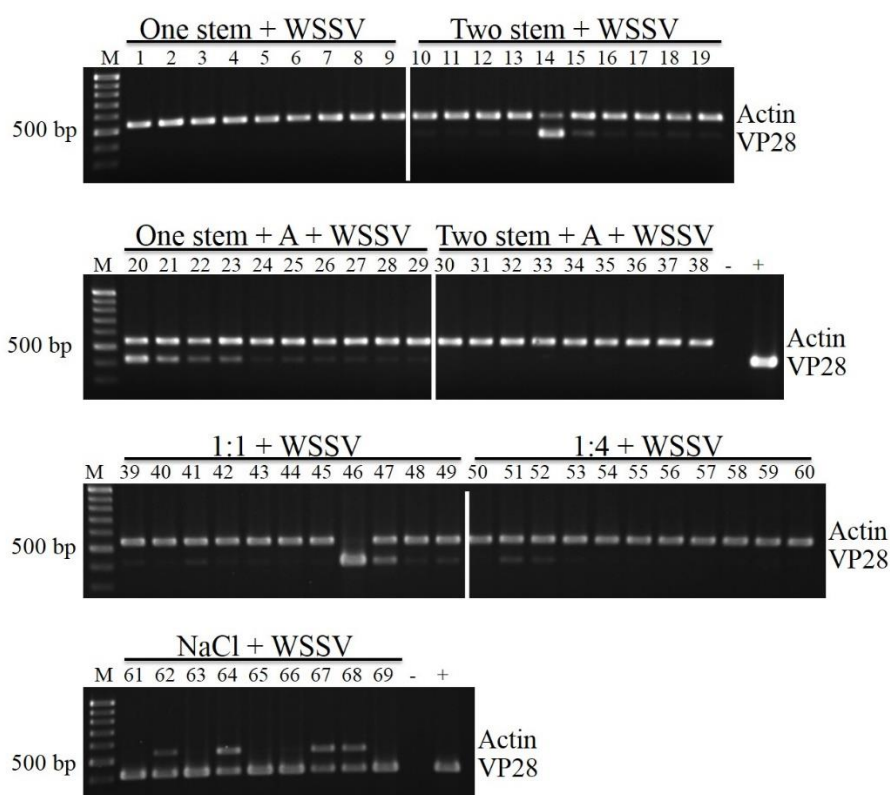 One stem + WSSV Two stem + WSSV
M 1 2 3 4 5 6 7 8 9 10 11 12 13 14 15 16 17 18 19
Actin
500 bp
VP28
One stem + A + WSSV Two stem + A + WSSV
M 20 21 22 23 24 25 26 27 28 29 30 31 32 33 34 35 36 37 38 - +
500 bp Actin
VP28
1:1 + WSSV 1:4 + WSSV
M 39 40 41 42 43 44 45 46 47 48 49 50 51 52 53 54 55 56 57 58 59 60
500 bp Actin
VP28
NaCl + WSSV
M 61 62 63 64 65 66 67 68 69 - +
Actin
500 bp VP28